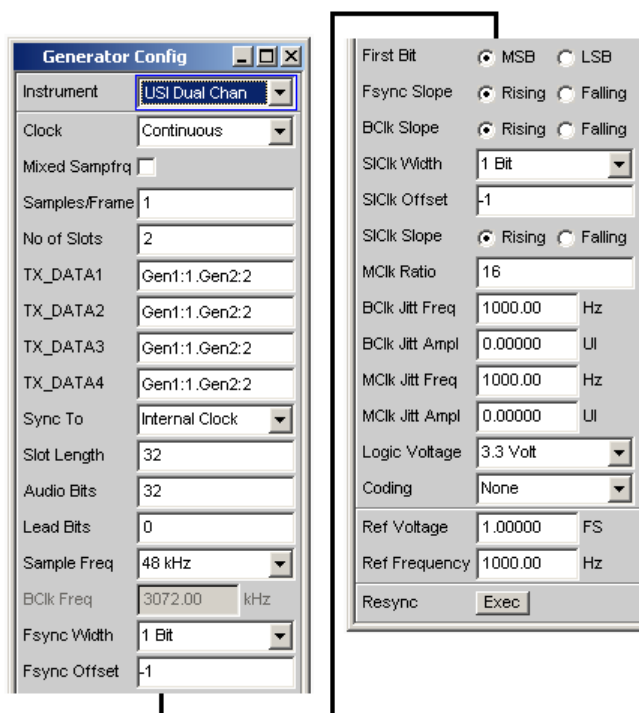 Generator Config
Instrument USI Dual Chan
Clock Continuous
Mixed Sampfrq
Samples/Frame 1
No of Slots 2
TX_DATA1 Gen1:1.Gen2:2
TX_DATA2 Gen1:1.Gen2:2
TX_DATA3 Gen1:1.Gen2:2
TX_DATA4 Gen1:1.Gen2:2
Sync To Internal Clock
Slot Length 32
Audio Bits 32
Lead Bits 0
Sample Freq 48 kHz
BClk Freq 3072.00 kHz
Fsync Width 1 Bit
Fsync Offset -1
First Bit MSB LSB
Fsync Slope Rising Falling
BClk Slope Rising Falling
SlClk Width 1 Bit
SlClk Offset -1
SlClk Slope Rising Falling
MClk Ratio 16
BClk Jitt Freq 1000.00 Hz
BClk Jitt Ampl 0.00000 UI
MClk Jitt Freq 1000.00 Hz
MClk Jitt Ampl 0.00000 UI
Logic Voltage 3.3 Volt
Coding None
Ref Voltage 1.00000 FS
Ref Frequency 1000.00 Hz
Resync Exec